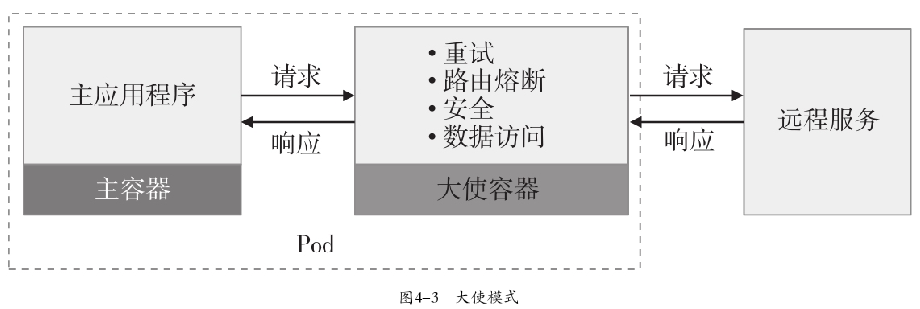 主应用程序
主容器
请求
响应
•重试
•路由熔断
•安全
•数据访问
大使容器
请求
响应
远程服务
Pod
图4-3 大使模式